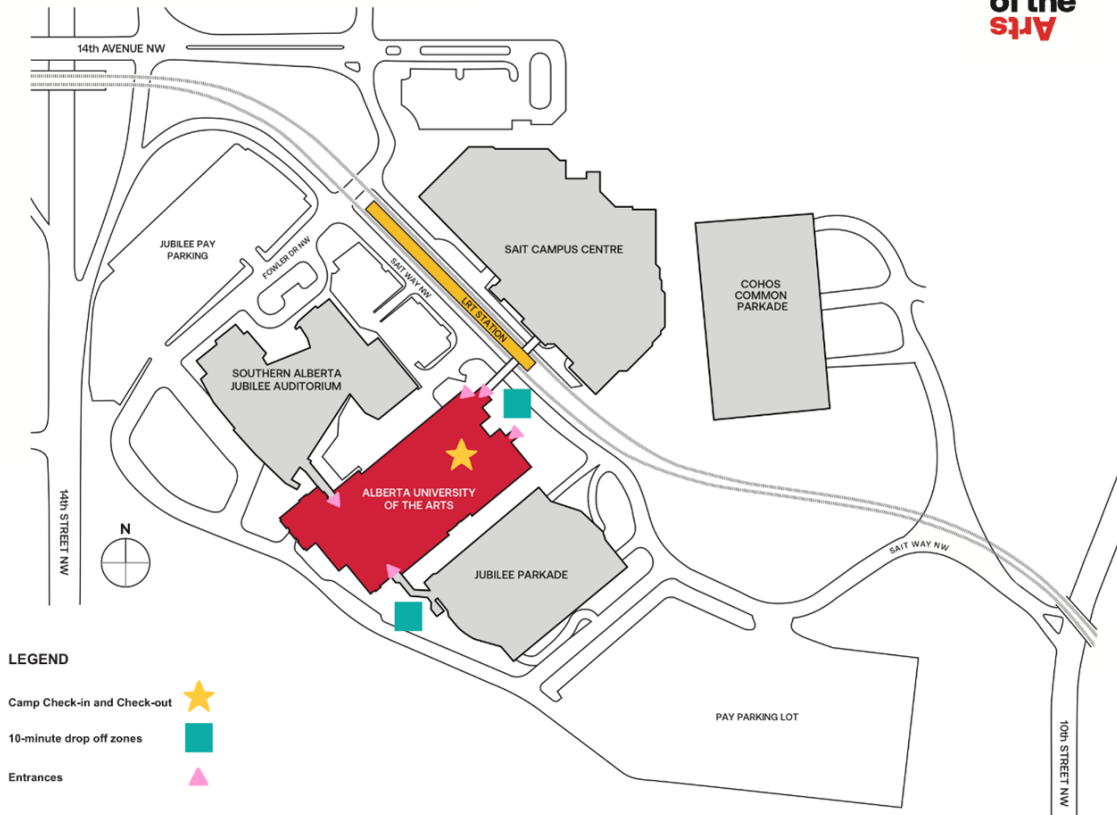 of the
Arts
14th AVENUE NW
JUBILEE PAY
PARKING
FOWLER DR NW
SAIT WAY NW
LRT STATION
SAIT CAMPUS CENTRE
COHOS
COMMON
PARKADE
SOUTHERN ALBERTA
JUBILEE AUDITORIUM
ALBERTA UNIVERSITY
OF THE ARTS
14th STREET NW
N
JUBILEE PARKADE
SAIT WAY NW
PAY PARKING LOT
10th STREET NW
LEGEND
Camp Check-in and Check-out
10-minute drop off zones
Entrances